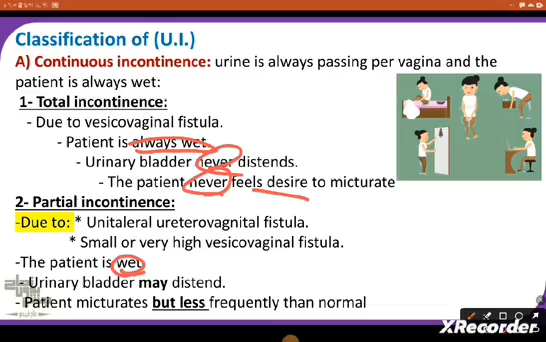 Classification of (U.I.)
A) Continuous incontinence: urine is always passing per vagina and the
patient is always wet:
1- Total incontinence:
- Due to vesicovaginal fistula.
- Patient is always wet.
- Urinary bladder never distends.
- The patient never feels desire to micturate
2- Partial incontinence:
-Due to: * Unitaleral ureterovagnital fistula.
* Small or very high vesicovaginal fistula.
-The patient is wet
- Urinary bladder may distend.
- Patient micturates but less frequently than normal
XRecorder